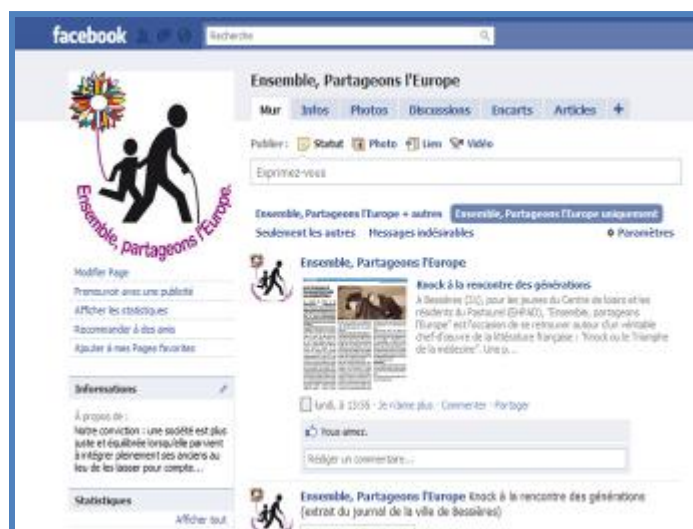 facebook
Recherche
Ensemble, Partageons l'Europe
Mur Infos Photos Discussions Encarts Articles +
Publier : Statut Photo Lien Vidéo
Exprimez-vous
Ensemble, Partageons l'Europe + autres Ensemble, Partageons l'Europe uniquement
Seulement les autres Messages indésirables Paramètres
Ensemble, partageons l'Europe.
Modifier Page
Promouvoir avec une publicité
Afficher les statistiques
Recommander à des amis
Ajouter à mes Pages favorites
Informations
À propos de :
Notre conviction : une société est plus
juste et équilibrée lorsqu'elle parvient
à intégrer pleinement ses anciens au
lieu de les laisser pour compte...
Statistiques
Afficher tout
Ensemble, Partageons l'Europe
Knock à la rencontre des générations
A Bessières (31), pour les jeunes du Centre de loisirs et les
résidents du Pastourel (EHPAD), "Ensemble, partageons
l'Europe" est l'occasion de se retrouver autour d'un véritable
chef-d'œuvre de la littérature française : "Knock ou le Triomphe
de la médecine". Une p...
lundi, à 13:56 · Je n'aime plus · Commenter · Partager
Vous aimez.
Rédiger un commentaire...
Ensemble, Partageons l'Europe Knock à la rencontre des générations
(extrait du journal de la ville de Bessières)